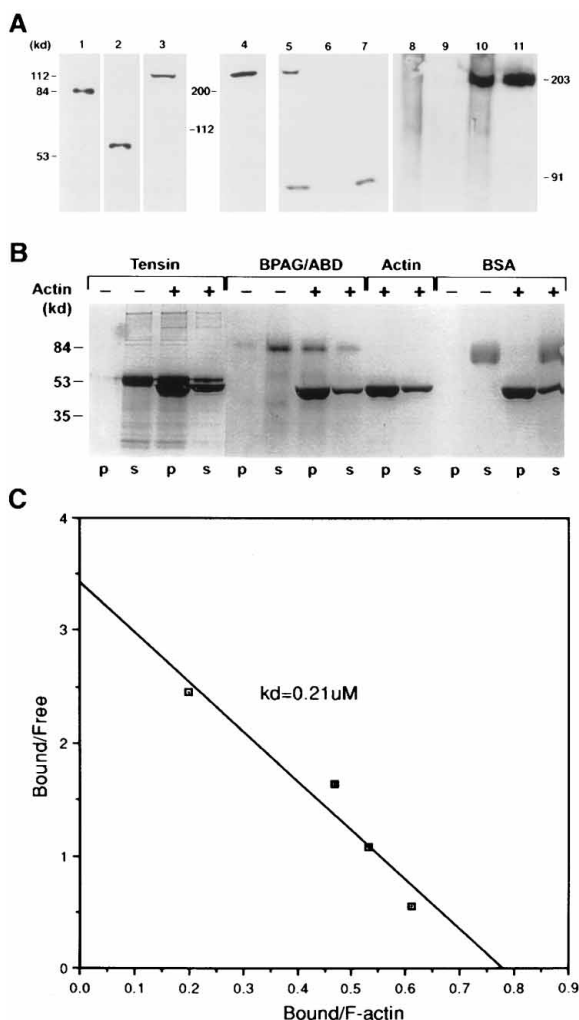 A
(kd) 1 2 3 4 5 6 7 8 9 10 11
112 –
84 –
53 –
200 –
–112
–203
–91
B
Tensin BPAG/ABD Actin BSA
Actin – – + + – – + + + + – – + +
(kd)
84 –
53 –
35 –
p s p s p s p s p s p s p s
C
4
3
2
1
0
Bound/Free
kd=0.21uM
0.0 0.1 0.2 0.3 0.4 0.5 0.6 0.7 0.8 0.9
Bound/F-actin